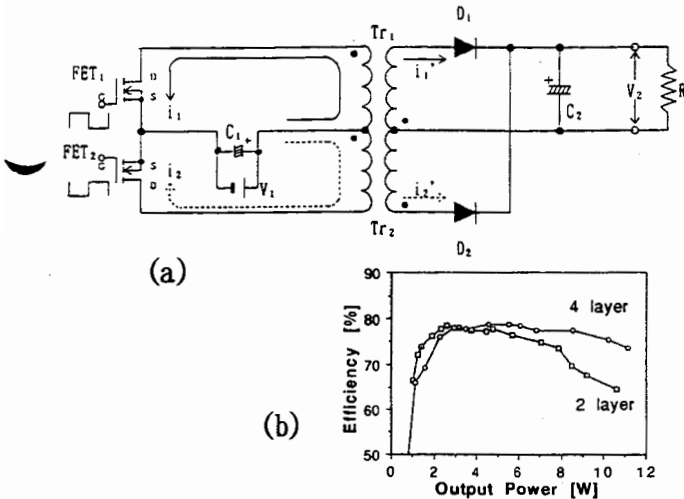 Tr₁
D₁
FET₁
D
S
G
i₁
i₁'
+
C₂
V₂
R
C₁+
FET₂
G
S
D
i₂
V₁
i₂'
Tr₂
D₂
(a)
(b)
Efficiency [%]
90
80
70
60
50
4 layer
2 layer
0 2 4 6 8 10 12
Output Power [W]